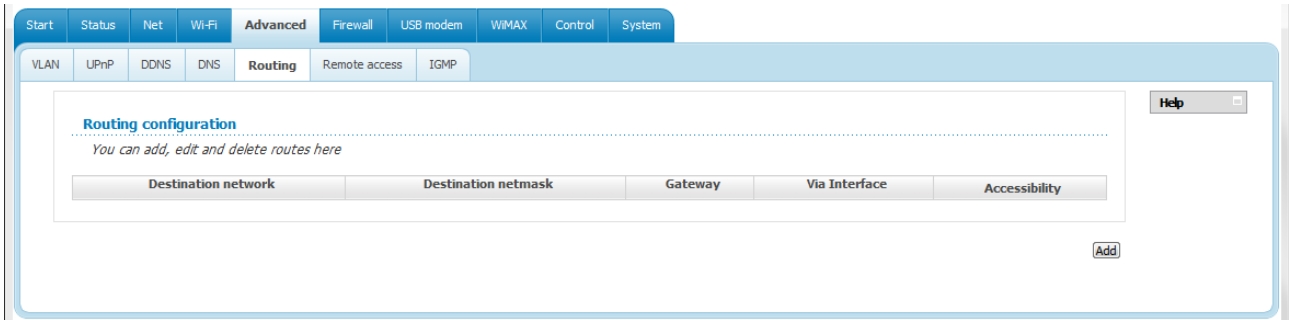 Start Status Net Wi-Fi Advanced Firewall USB modem WiMAX Control System
VLAN UPnP DDNS DNS Routing Remote access IGMP
Help
Routing configuration
You can add, edit and delete routes here
Destination network Destination netmask Gateway Via Interface Accessibility
Add